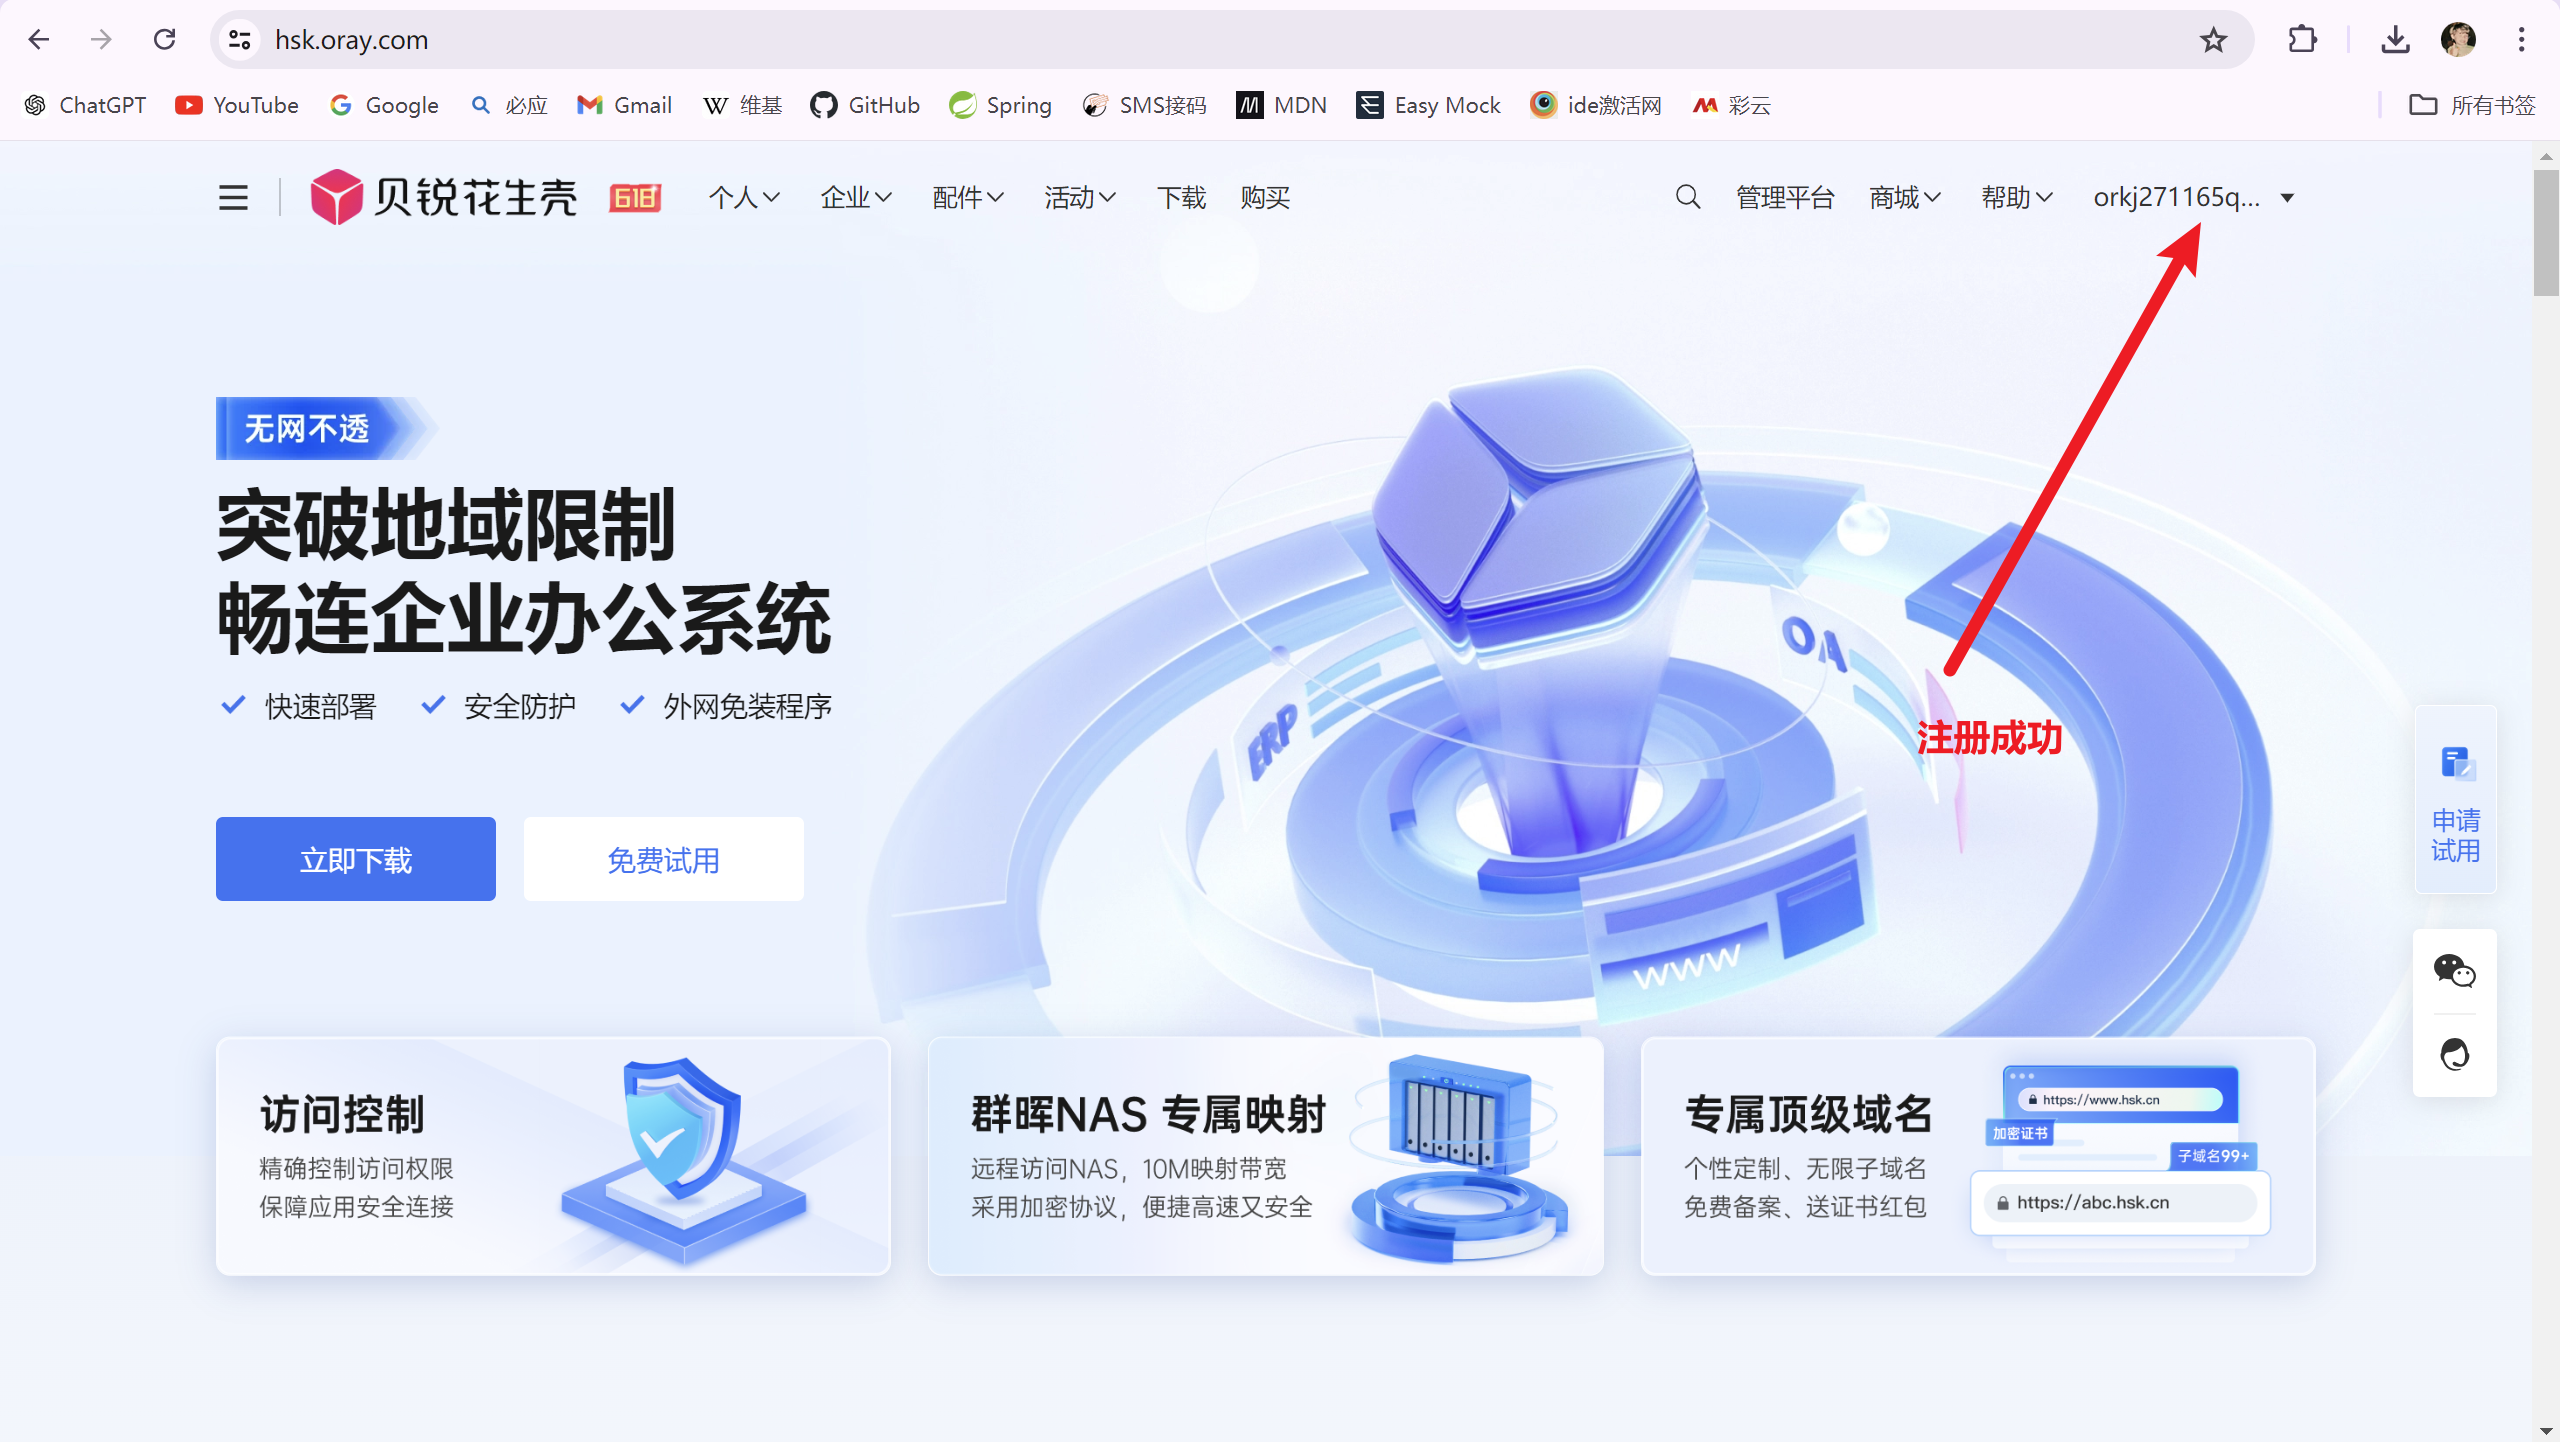 hsk.oray.com
ChatGPT YouTube Google 必应 Gmail 维基 GitHub Spring SMS接码 MDN Easy Mock ide激活网 彩云 所有书签
贝锐花生壳 618 个人 企业 配件 活动 下载 购买 管理平台 商城 帮助 orkj271165q...
无网不透
突破地域限制
畅连企业办公系统
快速部署 安全防护 外网免装程序
OA
ERP
注册成功
申请
试用
立即下载 免费试用
www
访问控制
精确控制访问权限
保障应用安全连接
群晖NAS 专属映射
远程访问NAS，10M映射带宽
采用加密协议，便捷高速又安全
专属顶级域名
个性定制、无限子域名
免费备案、送证书红包
https://www.hsk.cn
加密证书
子域名99+
https://abc.hsk.cn